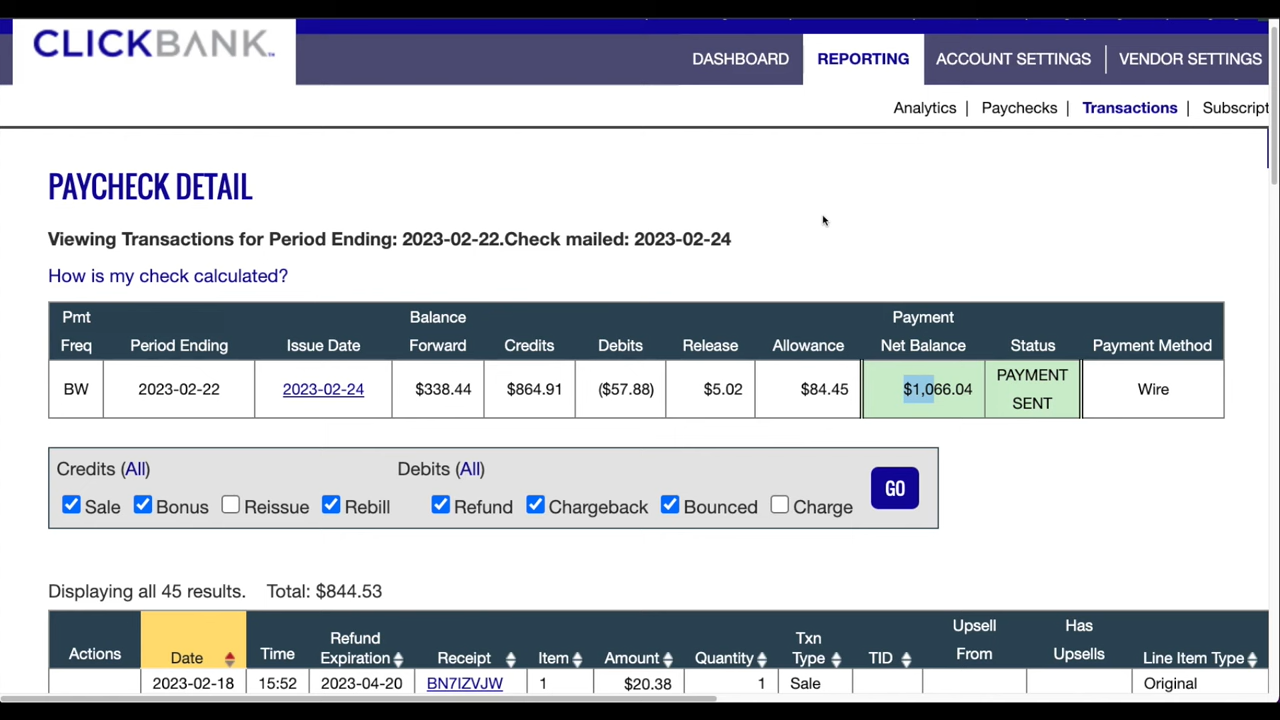 CLICKBANK
DASHBOARD REPORTING ACCOUNT SETTINGS VENDOR SETTINGS
Analytics | Paychecks | Transactions | Subscript
PAYCHECK DETAIL
Viewing Transactions for Period Ending: 2023-02-22.Check mailed: 2023-02-24
How is my check calculated?
Pmt Balance Payment
Freq Period Ending Issue Date Forward Credits Debits Release Allowance Net Balance Status Payment Method
BW 2023-02-22 2023-02-24 $338.44 $864.91 ($57.88) $5.02 $84.45 $1,066.04 PAYMENT SENT Wire
Credits (All) Debits (All)
Sale Bonus Reissue Rebill Refund Chargeback Bounced Charge GO
Displaying all 45 results. Total: $844.53
Actions Date Time Refund Expiration Receipt Item Amount Quantity Txn Type TID Upsell From Has Upsells Line Item Type
2023-02-18 15:52 2023-04-20 BN7IZVJW 1 $20.38 1 Sale Original